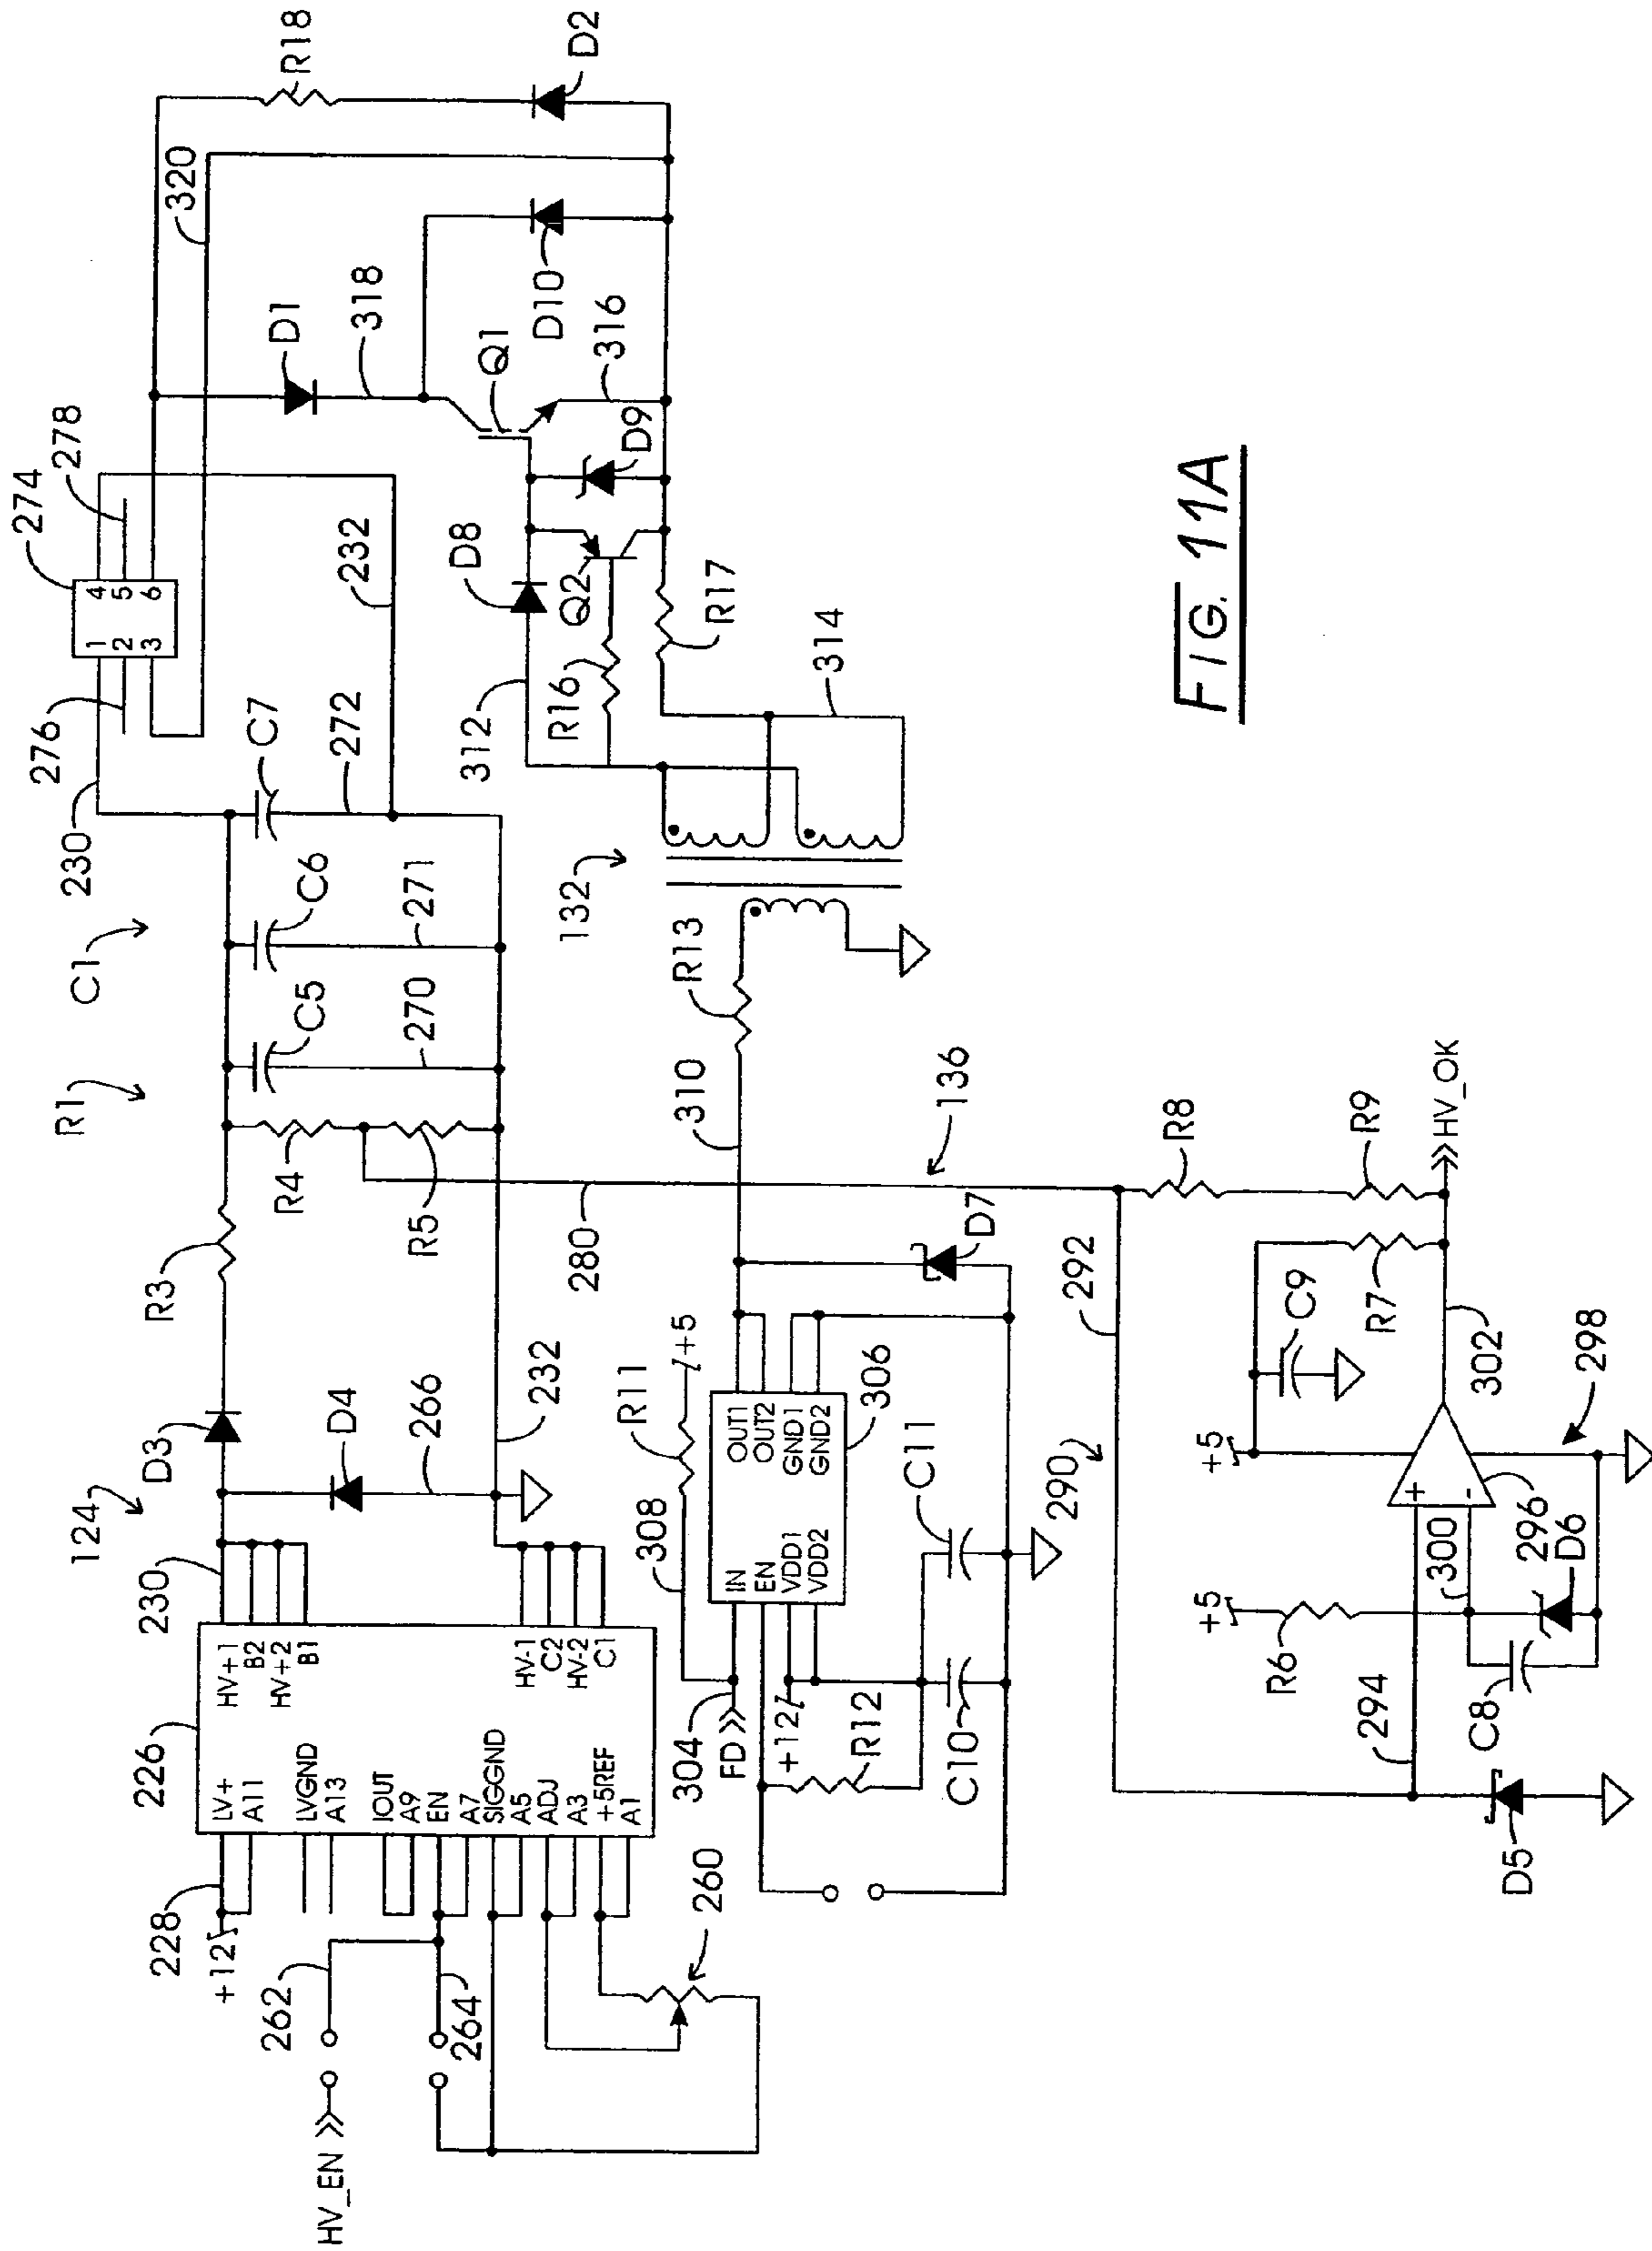 R18
D2
320
D10
316
D1
318
Q1
D9
274
278
4
5
6
1
2
3
232
D8
Q2
R17
276
C7
272
312
R16
314
230
C6
271
132
C1
C5
270
R13
R1
310
136
R4
R5
280
R8
R9
HV_OK
R3
D7
292
R7
C9
302
298
124
D3
D4
266
232
R11
+5
306
OUT1
OUT2
GND1
GND2
IN
EN
VDD1
VDD2
308
C11
290
+5
296
+
-
D6
300
230
HV+1
B2
HV+2
B1
HV-1
C2
HV-2
C1
226
LV+
A11
LVGND
A13
IOUT
A9
EN
A7
SIGGND
A5
ADJ
A3
+5REF
A1
304
FD
+12
R12
C10
+5
R6
C8
294
D5
228
+12
262
264
260
HV_EN
FIG. 11A